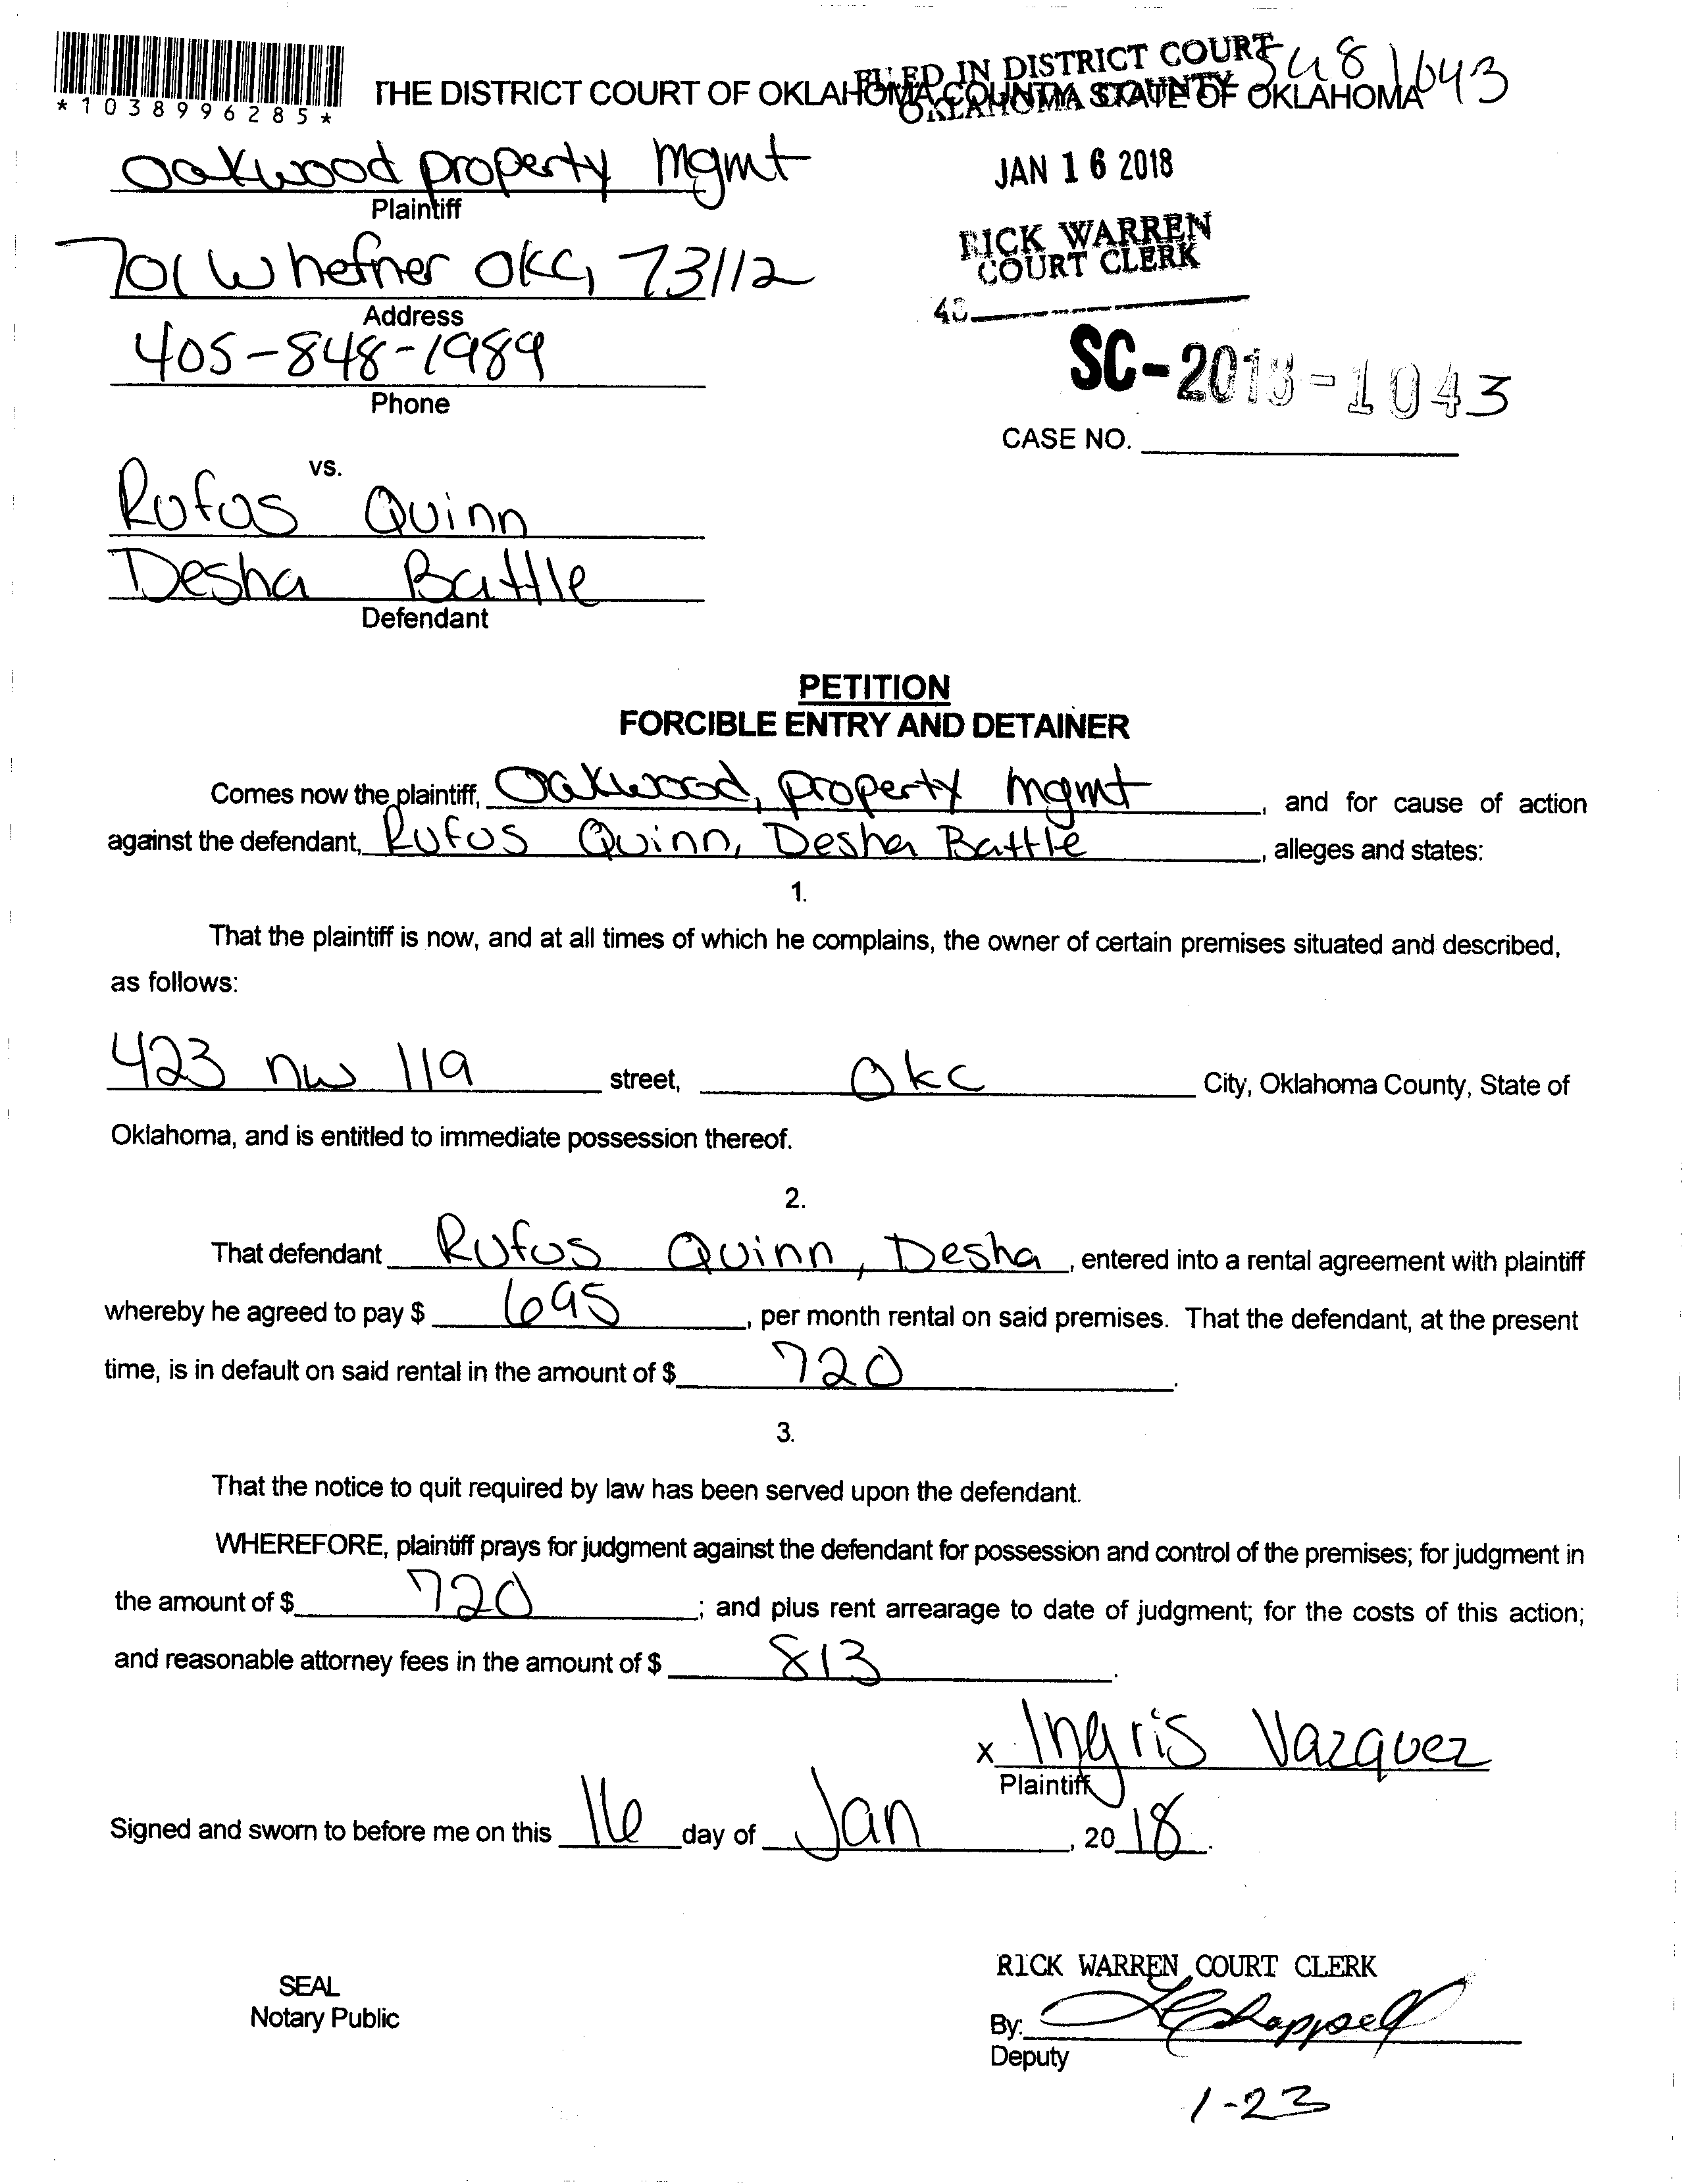 *1038996285*
THE DISTRICT COURT OF OKLAHOMA COUNTY, STATE OF OKLAHOMA
FILED IN DISTRICT COURT
OKLAHOMA COUNTY
Oakwood property mgmt
Plaintiff
JAN 16 2018
701 W hefner OKC, 73112
Address
RICK WARREN
COURT CLERK
405-848-1989
Phone
SC-2018-1043
CASE NO.
vs.
Rufus Quinn
Desha Battle
Defendant
PETITION
FORCIBLE ENTRY AND DETAINER
Comes now the plaintiff, Oakwood, property mgmt, and for cause of action
against the defendant, Rufus Quinn, Desha Battle, alleges and states:
1.
That the plaintiff is now, and at all times of which he complains, the owner of certain premises situated and described,
as follows:
423 nw 119 street, Okc City, Oklahoma County, State of
Oklahoma, and is entitled to immediate possession thereof.
2.
That defendant Rufus Quinn, Desha, entered into a rental agreement with plaintiff
whereby he agreed to pay $ 695, per month rental on said premises. That the defendant, at the present
time, is in default on said rental in the amount of $ 720.
3.
That the notice to quit required by law has been served upon the defendant.
WHEREFORE, plaintiff prays for judgment against the defendant for possession and control of the premises; for judgment in
the amount of $ 720; and plus rent arrearage to date of judgment; for the costs of this action;
and reasonable attorney fees in the amount of $ 813.
x Ingris Vazquez
Plaintiff
Signed and sworn to before me on this 16 day of Jan, 2018.
SEAL
Notary Public
RICK WARREN COURT CLERK
By:
Deputy
1-23